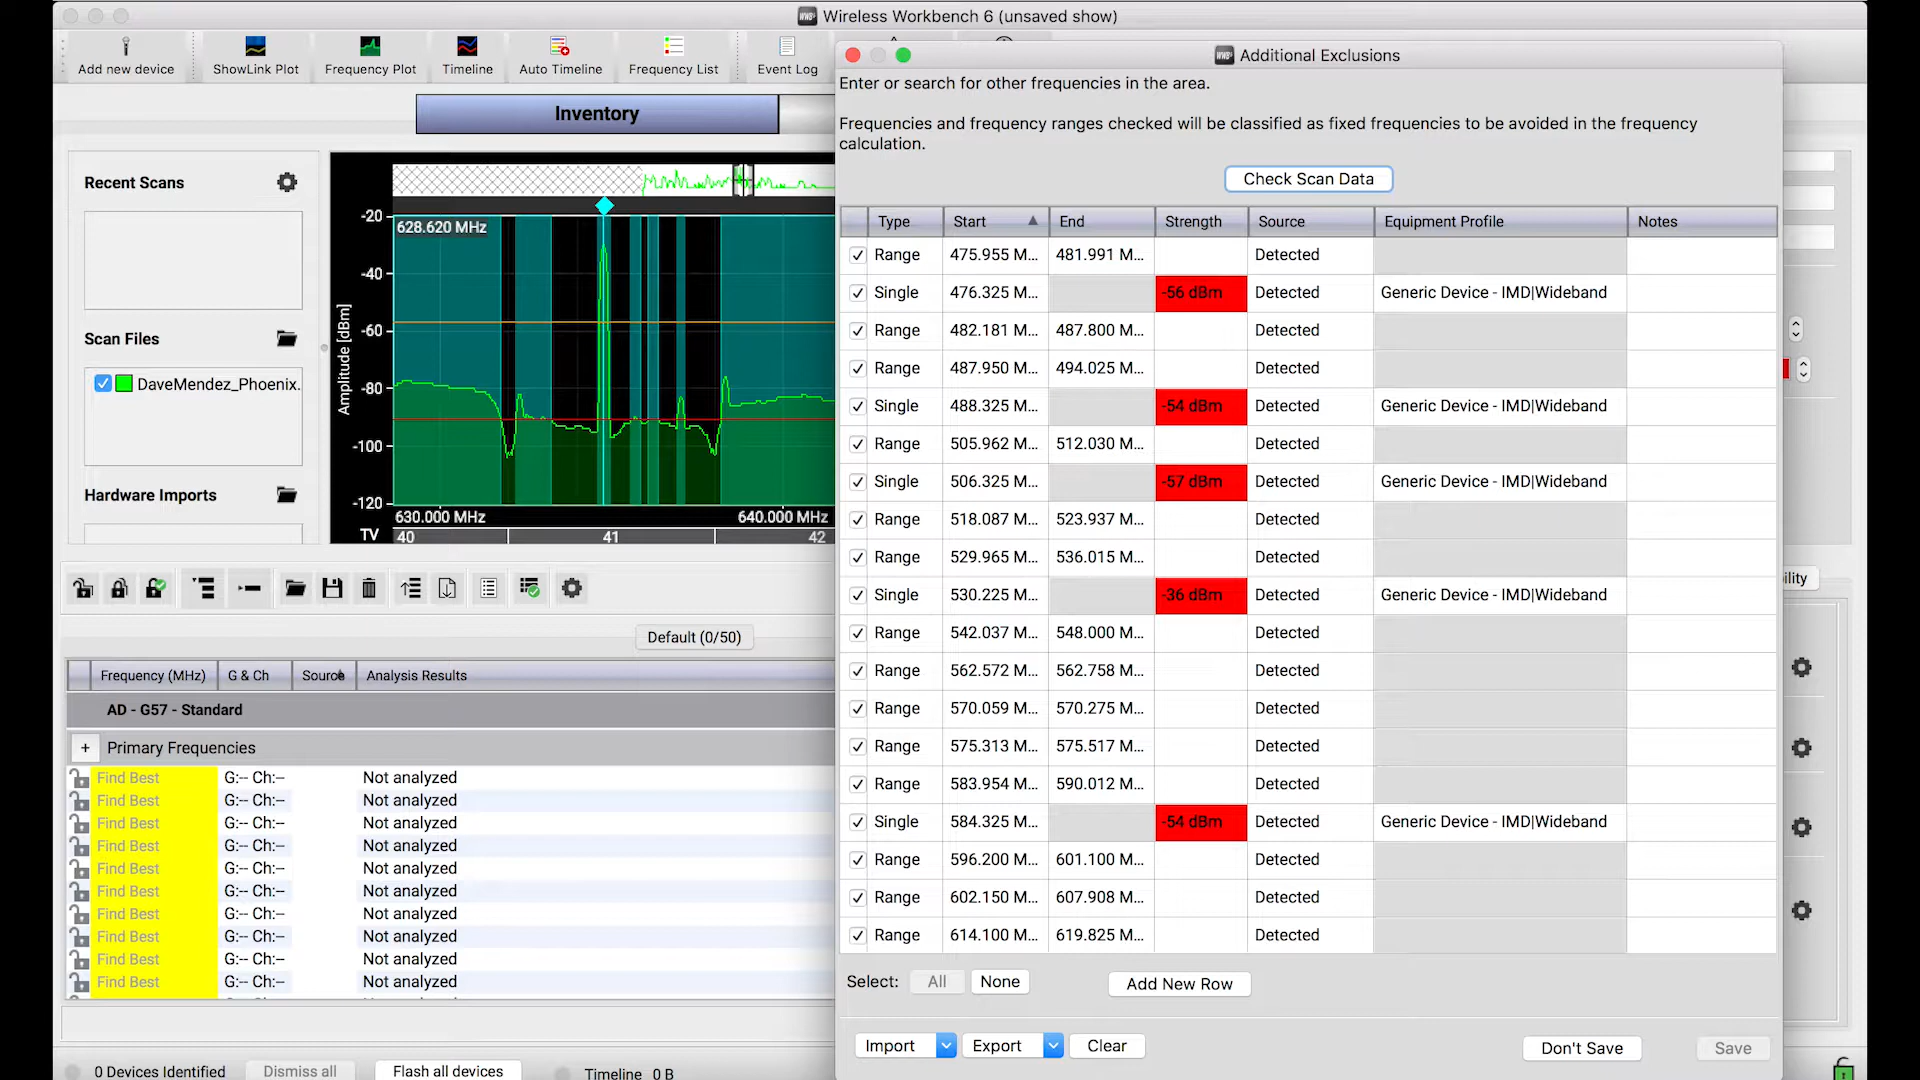 Wireless Workbench 6 (unsaved show)
Add new device
ShowLink Plot
Frequency Plot
Timeline
Auto Timeline
Frequency List
Event Log
Inventory
Recent Scans
Scan Files
DaveMendez_Phoenix.
Hardware Imports
628.620 MHz
Amplitude [dBm]
-20
-40
-60
-80
-100
-120
630.000 MHz
640.000 MHz
TV
40
41
42
Default (0/50)
Frequency (MHz) G & Ch Source Analysis Results
AD - G57 - Standard
+ Primary Frequencies
Find Best G:-- Ch:-- Not analyzed
Find Best G:-- Ch:-- Not analyzed
Find Best G:-- Ch:-- Not analyzed
Find Best G:-- Ch:-- Not analyzed
Find Best G:-- Ch:-- Not analyzed
Find Best G:-- Ch:-- Not analyzed
Find Best G:-- Ch:-- Not analyzed
Find Best G:-- Ch:-- Not analyzed
Find Best G:-- Ch:-- Not analyzed
Find Best G:-- Ch:-- Not analyzed
0 Devices Identified
Dismiss all
Flash all devices
Timeline 0 B
Additional Exclusions
Enter or search for other frequencies in the area.
Frequencies and frequency ranges checked will be classified as fixed frequencies to be avoided in the frequency
calculation.
Check Scan Data
Type Start End Strength Source Equipment Profile Notes
Range 475.955 M... 481.991 M... Detected
Single 476.325 M... -56 dBm Detected Generic Device - IMD|Wideband
Range 482.181 M... 487.800 M... Detected
Range 487.950 M... 494.025 M... Detected
Single 488.325 M... -54 dBm Detected Generic Device - IMD|Wideband
Range 505.962 M... 512.030 M... Detected
Single 506.325 M... -57 dBm Detected Generic Device - IMD|Wideband
Range 518.087 M... 523.937 M... Detected
Range 529.965 M... 536.015 M... Detected
Single 530.225 M... -36 dBm Detected Generic Device - IMD|Wideband
Range 542.037 M... 548.000 M... Detected
Range 562.572 M... 562.758 M... Detected
Range 570.059 M... 570.275 M... Detected
Range 575.313 M... 575.517 M... Detected
Range 583.954 M... 590.012 M... Detected
Single 584.325 M... -54 dBm Detected Generic Device - IMD|Wideband
Range 596.200 M... 601.100 M... Detected
Range 602.150 M... 607.908 M... Detected
Range 614.100 M... 619.825 M... Detected
Select: All None
Add New Row
Import
Export
Clear
Don't Save
Save
ility